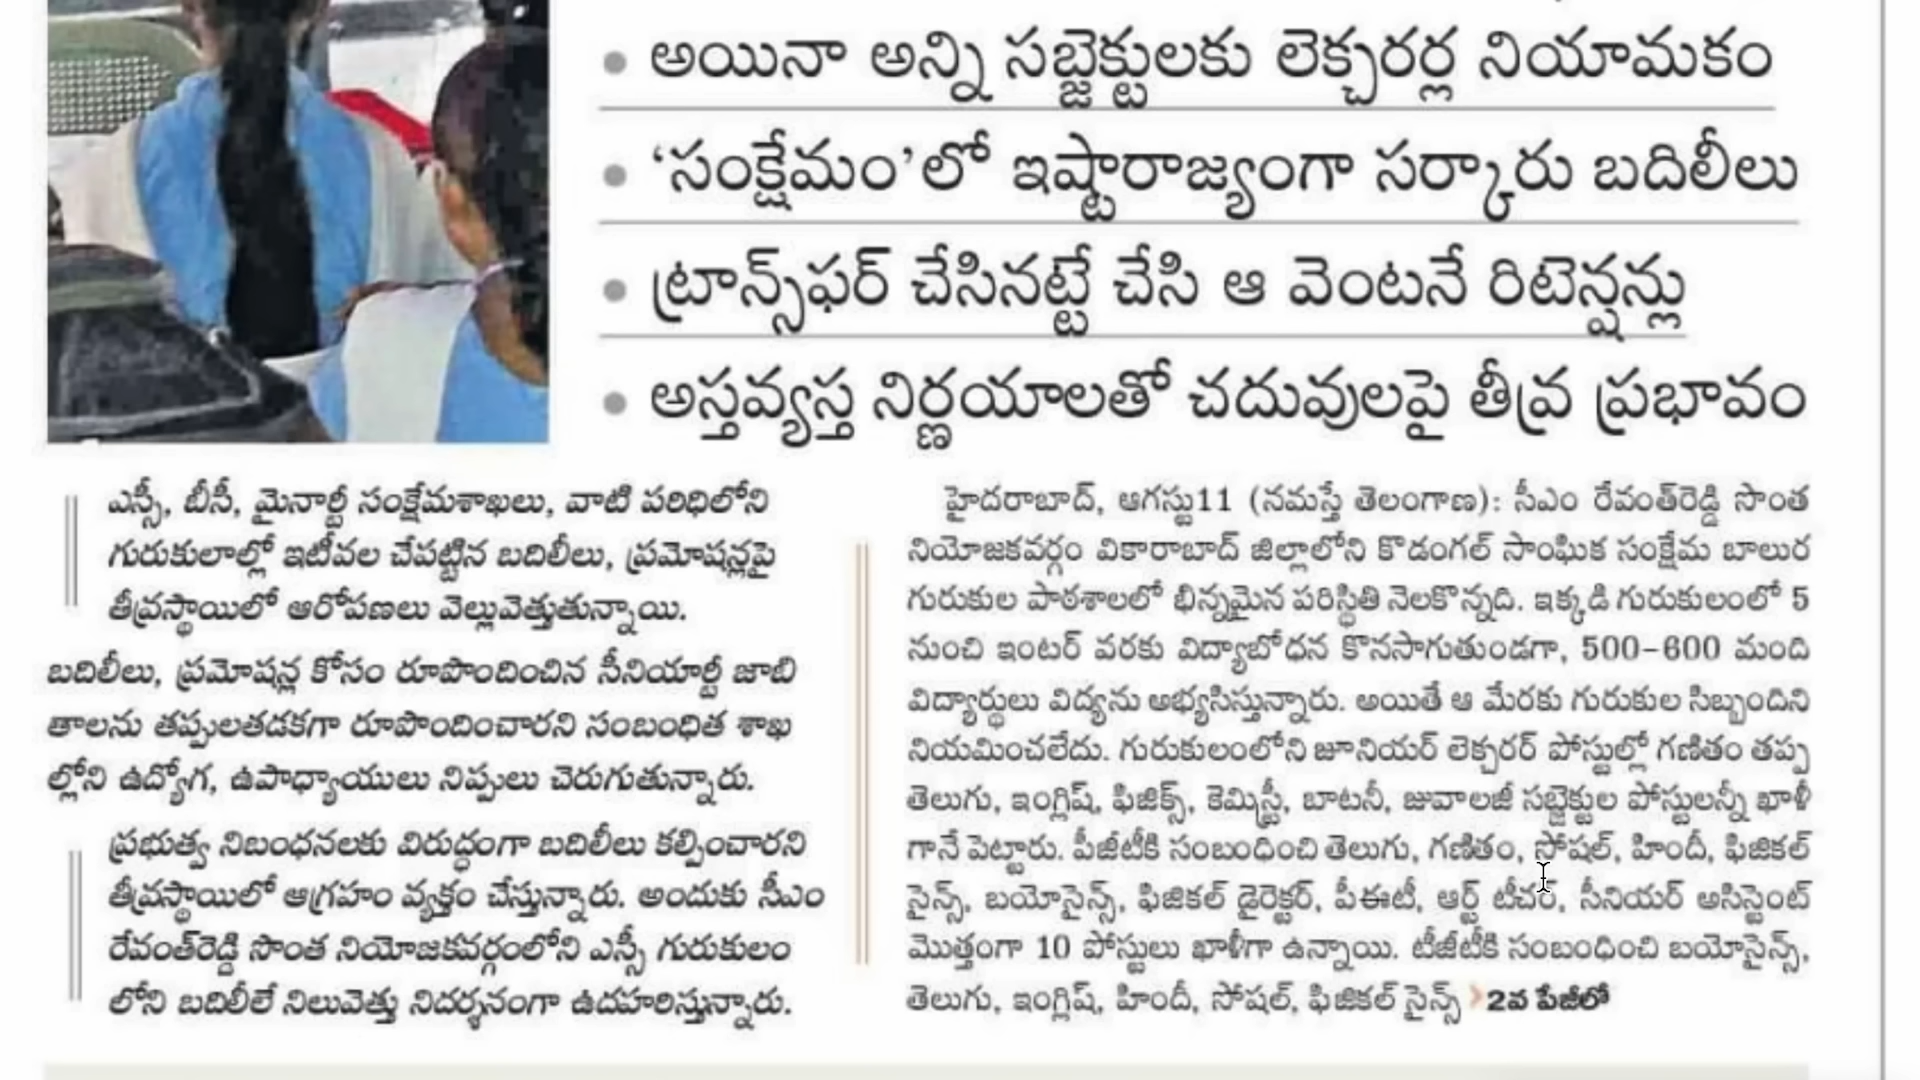 • అయినా అన్ని సబ్జెక్టులకు లెక్చరర్ల నియామకం
• ‘సంక్షేమం’లో ఇష్టారాజ్యంగా సర్కారు బదిలీలు
• ట్రాన్స్‌ఫర్ చేసినట్టే చేసి ఆ వెంటనే రిటెన్షన్లు
• అస్తవ్యస్త నిర్ణయాలతో చదువులపై తీవ్ర ప్రభావం
ఎస్సీ, బీసీ, మైనార్టీ సంక్షేమశాఖలు, వాటి పరిధిలోని
గురుకులాల్లో ఇటీవల చేపట్టిన బదిలీలు, ప్రమోషన్లపై
తీవ్రస్థాయిలో ఆరోపణలు వెల్లువెత్తుతున్నాయి.
బదిలీలు, ప్రమోషన్ల కోసం రూపొందించిన సీనియార్టీ జాబి
తాలను తప్పులతడకగా రూపొందించారని సంబంధిత శాఖ
ల్లోని ఉద్యోగ, ఉపాధ్యాయులు నిప్పులు చెరుగుతున్నారు.
ప్రభుత్వ నిబంధనలకు విరుద్ధంగా బదిలీలు కల్పించారని
తీవ్రస్థాయిలో ఆగ్రహం వ్యక్తం చేస్తున్నారు. అందుకు సీఎం
రేవంత్‌రెడ్డి సొంత నియోజకవర్గంలోని ఎస్సీ గురుకులం
లోని బదిలీలే నిలువెత్తు నిదర్శనంగా ఉదహరిస్తున్నారు.
హైదరాబాద్, ఆగస్టు11 (నమస్తే తెలంగాణ): సీఎం రేవంత్‌రెడ్డి సొంత
నియోజకవర్గం వికారాబాద్ జిల్లాలోని కొడంగల్ సాంఘిక సంక్షేమ బాలుర
గురుకుల పాఠశాలలో భిన్నమైన పరిస్థితి నెలకొన్నది. ఇక్కడి గురుకులంలో 5
నుంచి ఇంటర్ వరకు విద్యాబోధన కొనసాగుతుండగా, 500-600 మంది
విద్యార్థులు విద్యను అభ్యసిస్తున్నారు. అయితే ఆ మేరకు గురుకుల సిబ్బందిని
నియమించలేదు. గురుకులంలోని జూనియర్ లెక్చరర్ పోస్టుల్లో గణితం తప్ప
తెలుగు, ఇంగ్లిష్, ఫిజిక్స్, కెమిస్ట్రీ, బాటనీ, జువాలజీ సబ్జెక్టుల పోస్టులన్నీ ఖాళీ
గానే పెట్టారు. పీజీటీకి సంబంధించి తెలుగు, గణితం, సోషల్, హిందీ, ఫిజికల్
సైన్స్, బయోసైన్స్, ఫిజికల్ డైరెక్టర్, పీఈటీ, ఆర్ట్ టీచర్, సీనియర్ అసిస్టెంట్
మొత్తంగా 10 పోస్టులు ఖాళీగా ఉన్నాయి. టీజీటీకి సంబంధించి బయోసైన్స్,
తెలుగు, ఇంగ్లిష్, హిందీ, సోషల్, ఫిజికల్ సైన్స్ › 2వ పేజీలో